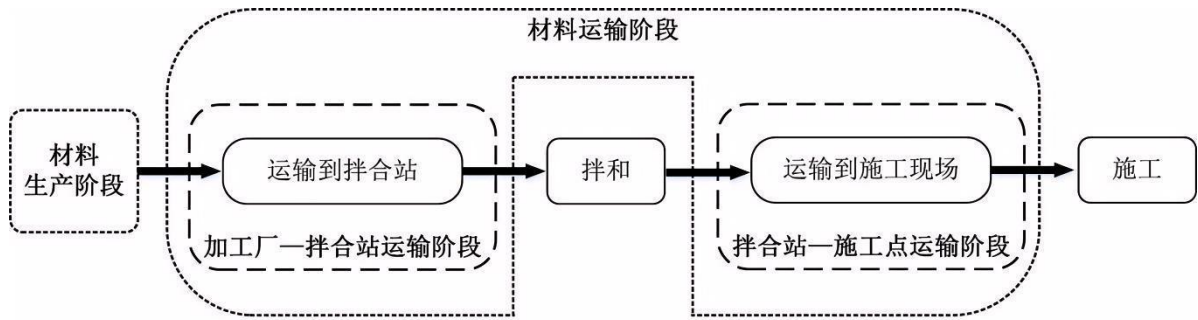 材料运输阶段
材料
生产阶段
运输到拌合站
拌和
运输到施工现场
施工
加工厂—拌合站运输阶段
拌合站—施工点运输阶段